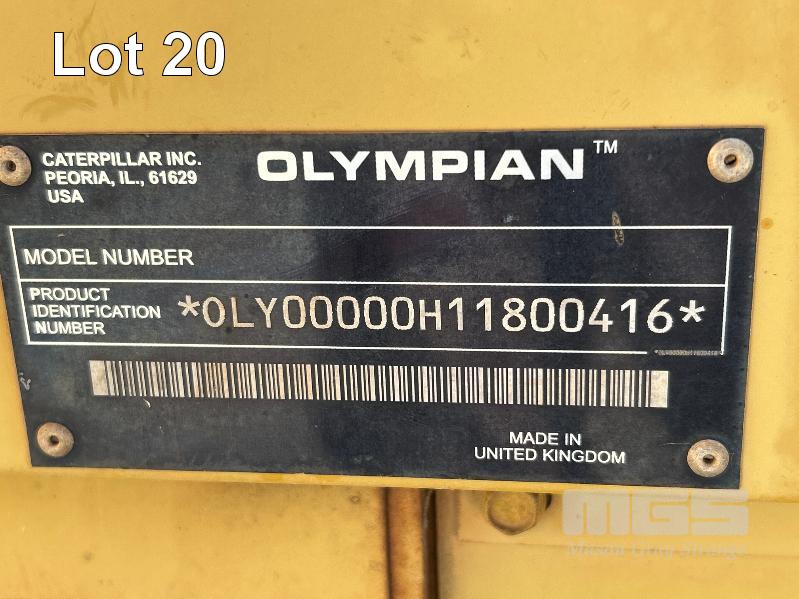 Lot 20
CATERPILLAR INC.
PEORIA, IL., 61629
USA
OLYMPIAN™
MODEL NUMBER
PRODUCT
IDENTIFICATION
NUMBER
*OLY00000H11800416*
MADE IN
UNITED KINGDOM
MGS